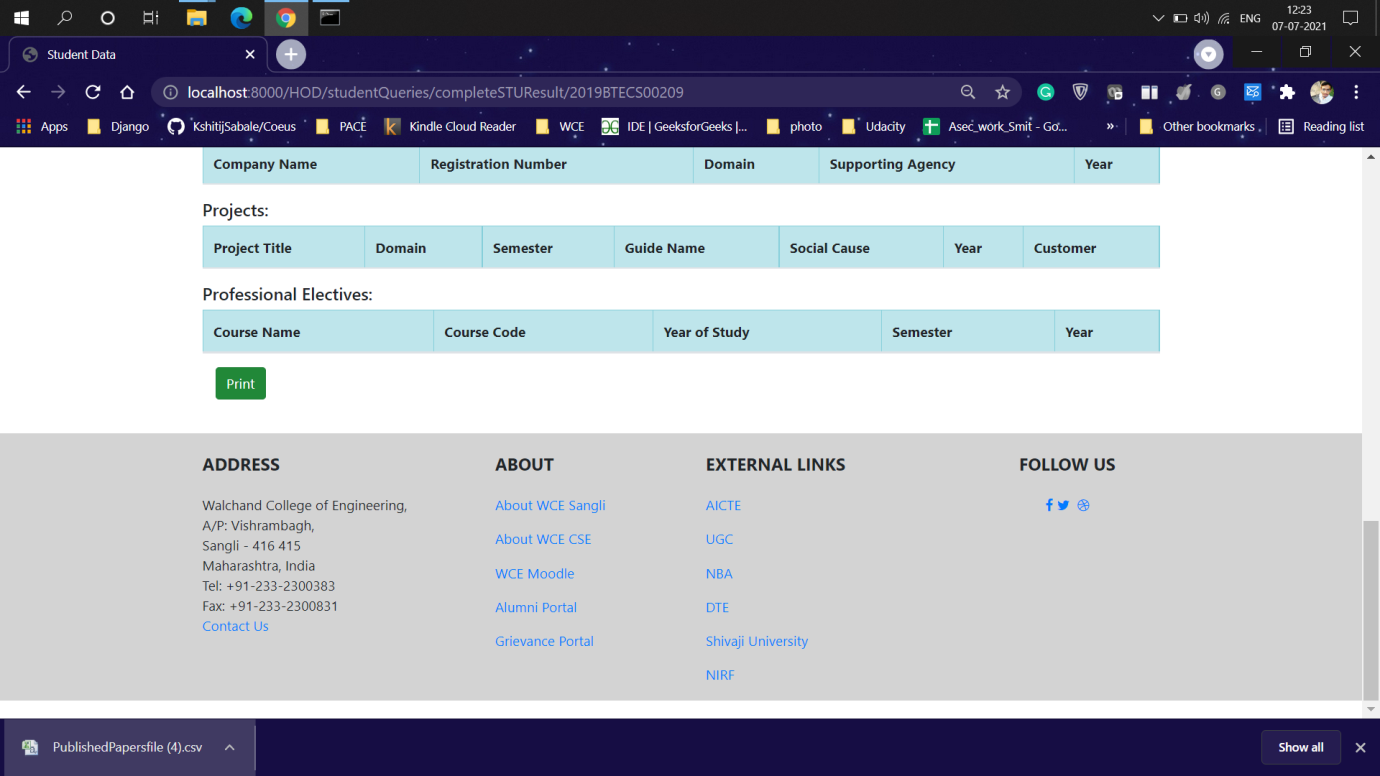 12:23
ENG
07-07-2021
Student Data
localhost:8000/HOD/studentQueries/completeSTUResult/2019BTECS00209
Apps Django KshitijSabale/Coeus PACE Kindle Cloud Reader WCE IDE | GeeksforGeeks |... photo Udacity Asec_work_Smit - Go... » Other bookmarks Reading list
Company Name Registration Number Domain Supporting Agency Year
Projects:
Project Title Domain Semester Guide Name Social Cause Year Customer
Professional Electives:
Course Name Course Code Year of Study Semester Year
Print
ADDRESS
Walchand College of Engineering,
A/P: Vishrambagh,
Sangli - 416 415
Maharashtra, India
Tel: +91-233-2300383
Fax: +91-233-2300831
Contact Us
ABOUT
About WCE Sangli
About WCE CSE
WCE Moodle
Alumni Portal
Grievance Portal
EXTERNAL LINKS
AICTE
UGC
NBA
DTE
Shivaji University
NIRF
FOLLOW US
PublishedPapersfile (4).csv
Show all